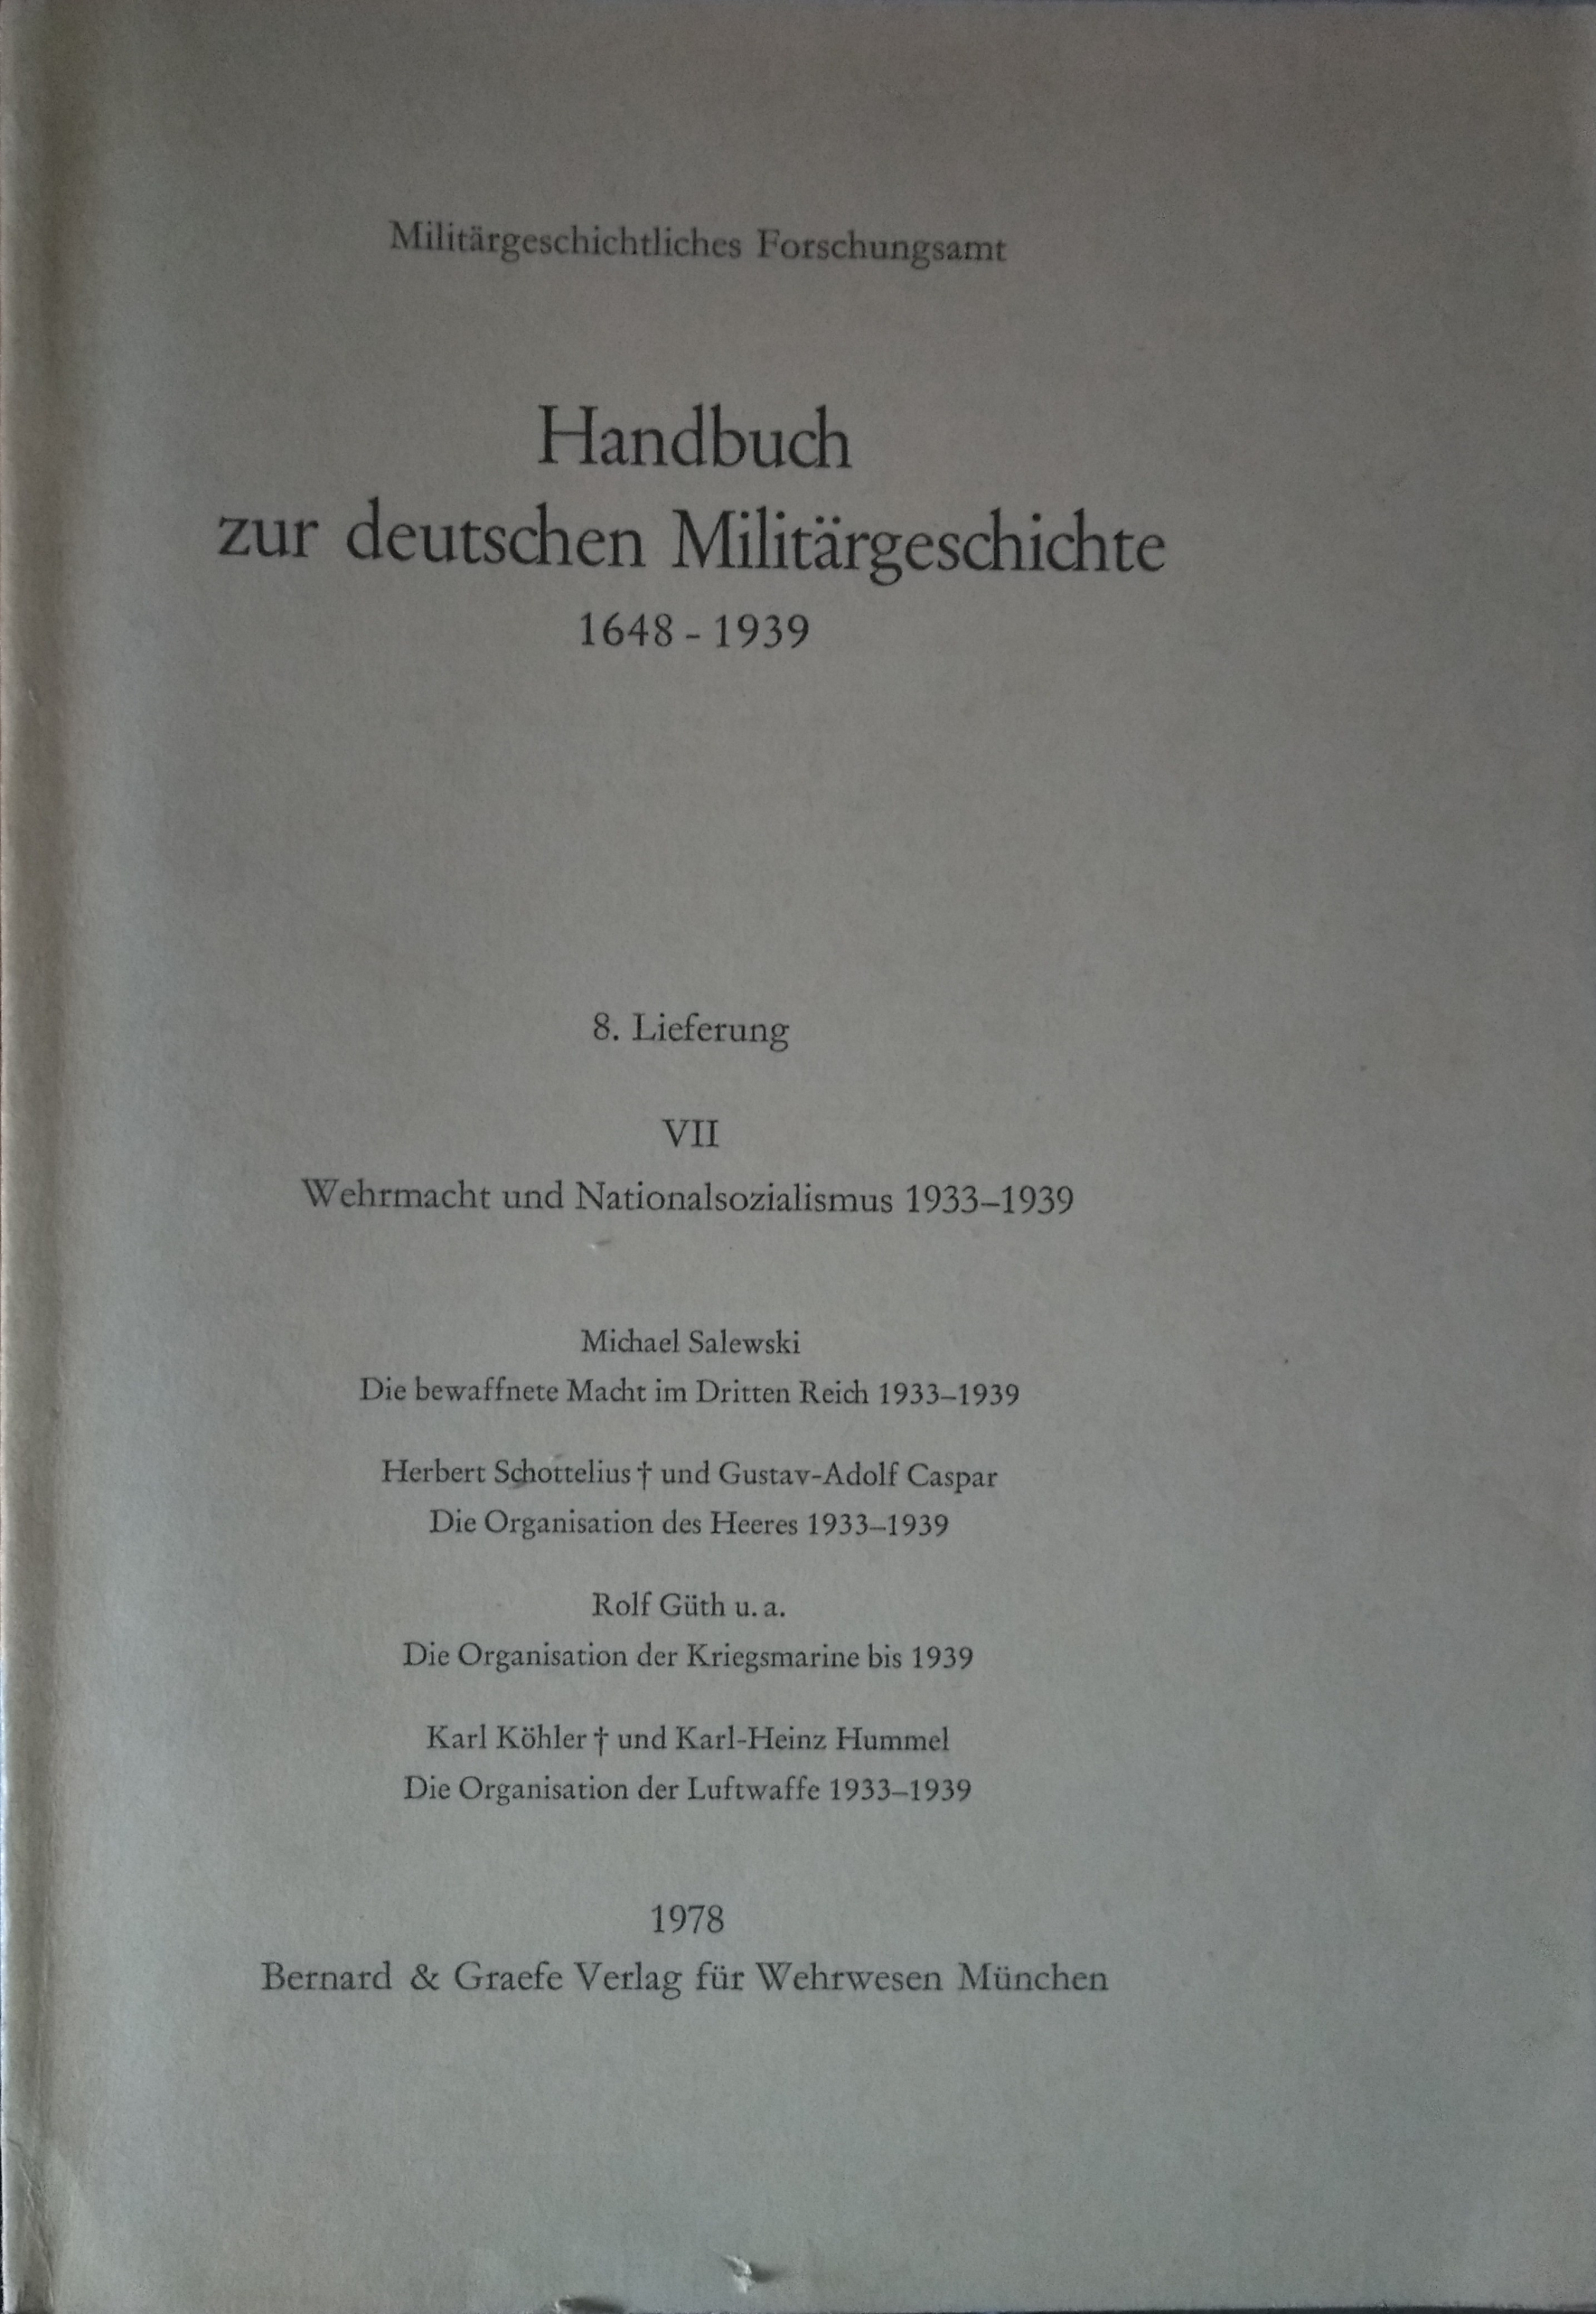 Militärgeschichtliches Forschungsamt
Handbuch
zur deutschen Militärgeschichte
1648 - 1939
8. Lieferung
VII
Wehrmacht und Nationalsozialismus 1933–1939
Michael Salewski
Die bewaffnete Macht im Dritten Reich 1933–1939
Herbert Schottelius † und Gustav-Adolf Caspar
Die Organisation des Heeres 1933–1939
Rolf Güth u. a.
Die Organisation der Kriegsmarine bis 1939
Karl Köhler † und Karl-Heinz Hummel
Die Organisation der Luftwaffe 1933–1939
1978
Bernard & Graefe Verlag für Wehrwesen München